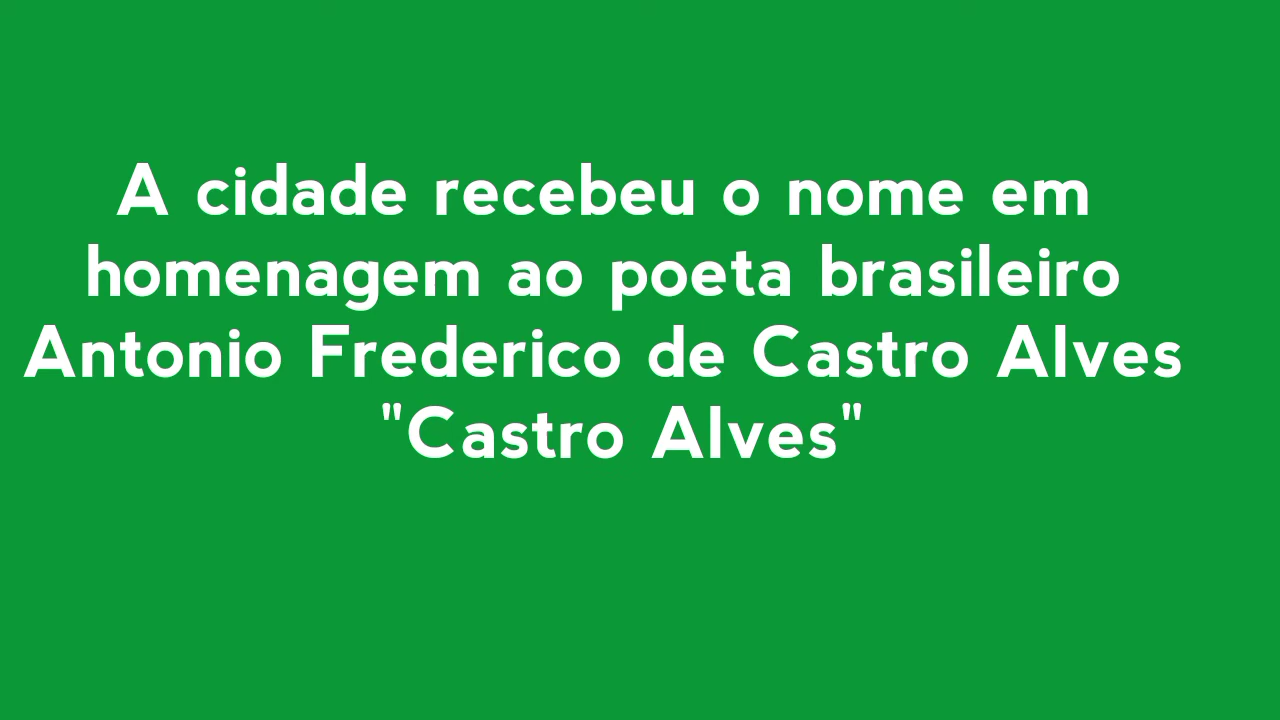 A cidade recebeu o nome em
homenagem ao poeta brasileiro
Antonio Frederico de Castro Alves
"Castro Alves"